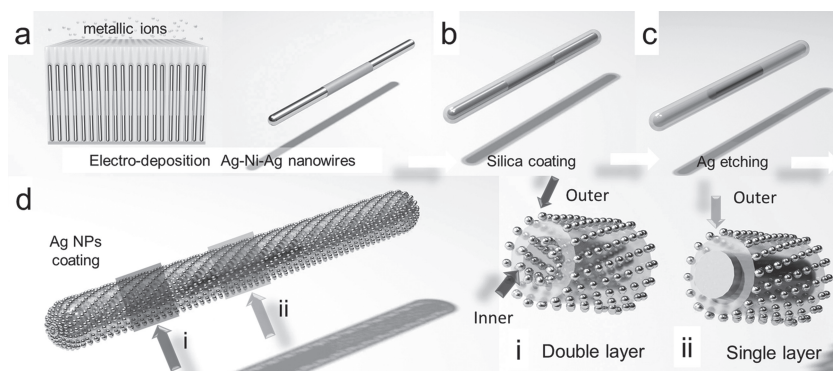 a
metallic ions
Electro-deposition Ag-Ni-Ag nanowires
b
Silica coating
c
Ag etching
d
Ag NPs
coating
i
ii
Outer
Inner
i Double layer
Outer
ii Single layer